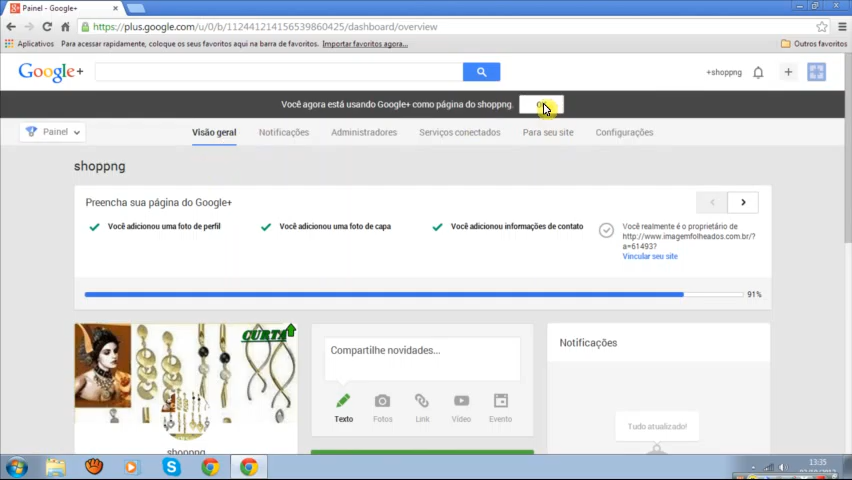 Painel - Google+
https://plus.google.com/u/0/b/112441214156539860425/dashboard/overview
Aplicativos Para acessar rapidamente, coloque os seus favoritos aqui na barra de favoritos. Importar favoritos agora... Outros favoritos
Google+ +shoppng
Você agora está usando Google+ como página do shoppng.
Painel Visão geral Notificações Administradores Serviços conectados Para seu site Configurações
shoppng
Preencha sua página do Google+
Você adicionou uma foto de perfil
Você adicionou uma foto de capa
Você adicionou informações de contato
Você realmente é o proprietário de
http://www.imagemfolheados.com.br/?
a=61493?
Vincular seu site
91%
CURTA
Compartilhe novidades...
Texto Fotos Link Vídeo Evento
Notificações
Tudo atualizado!
shoppng
13:35